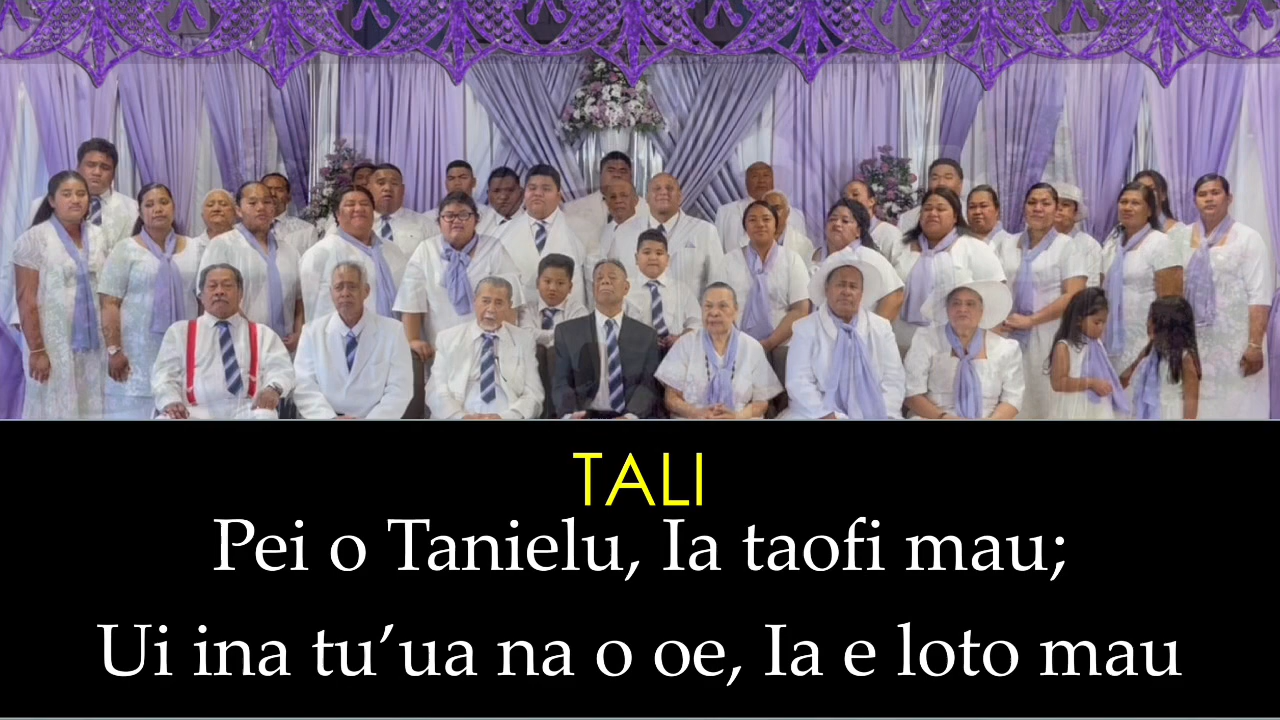 TALI
Pei o Tanielu, Ia taofi mau;
Ui ina tu’ua na o oe, Ia e loto mau